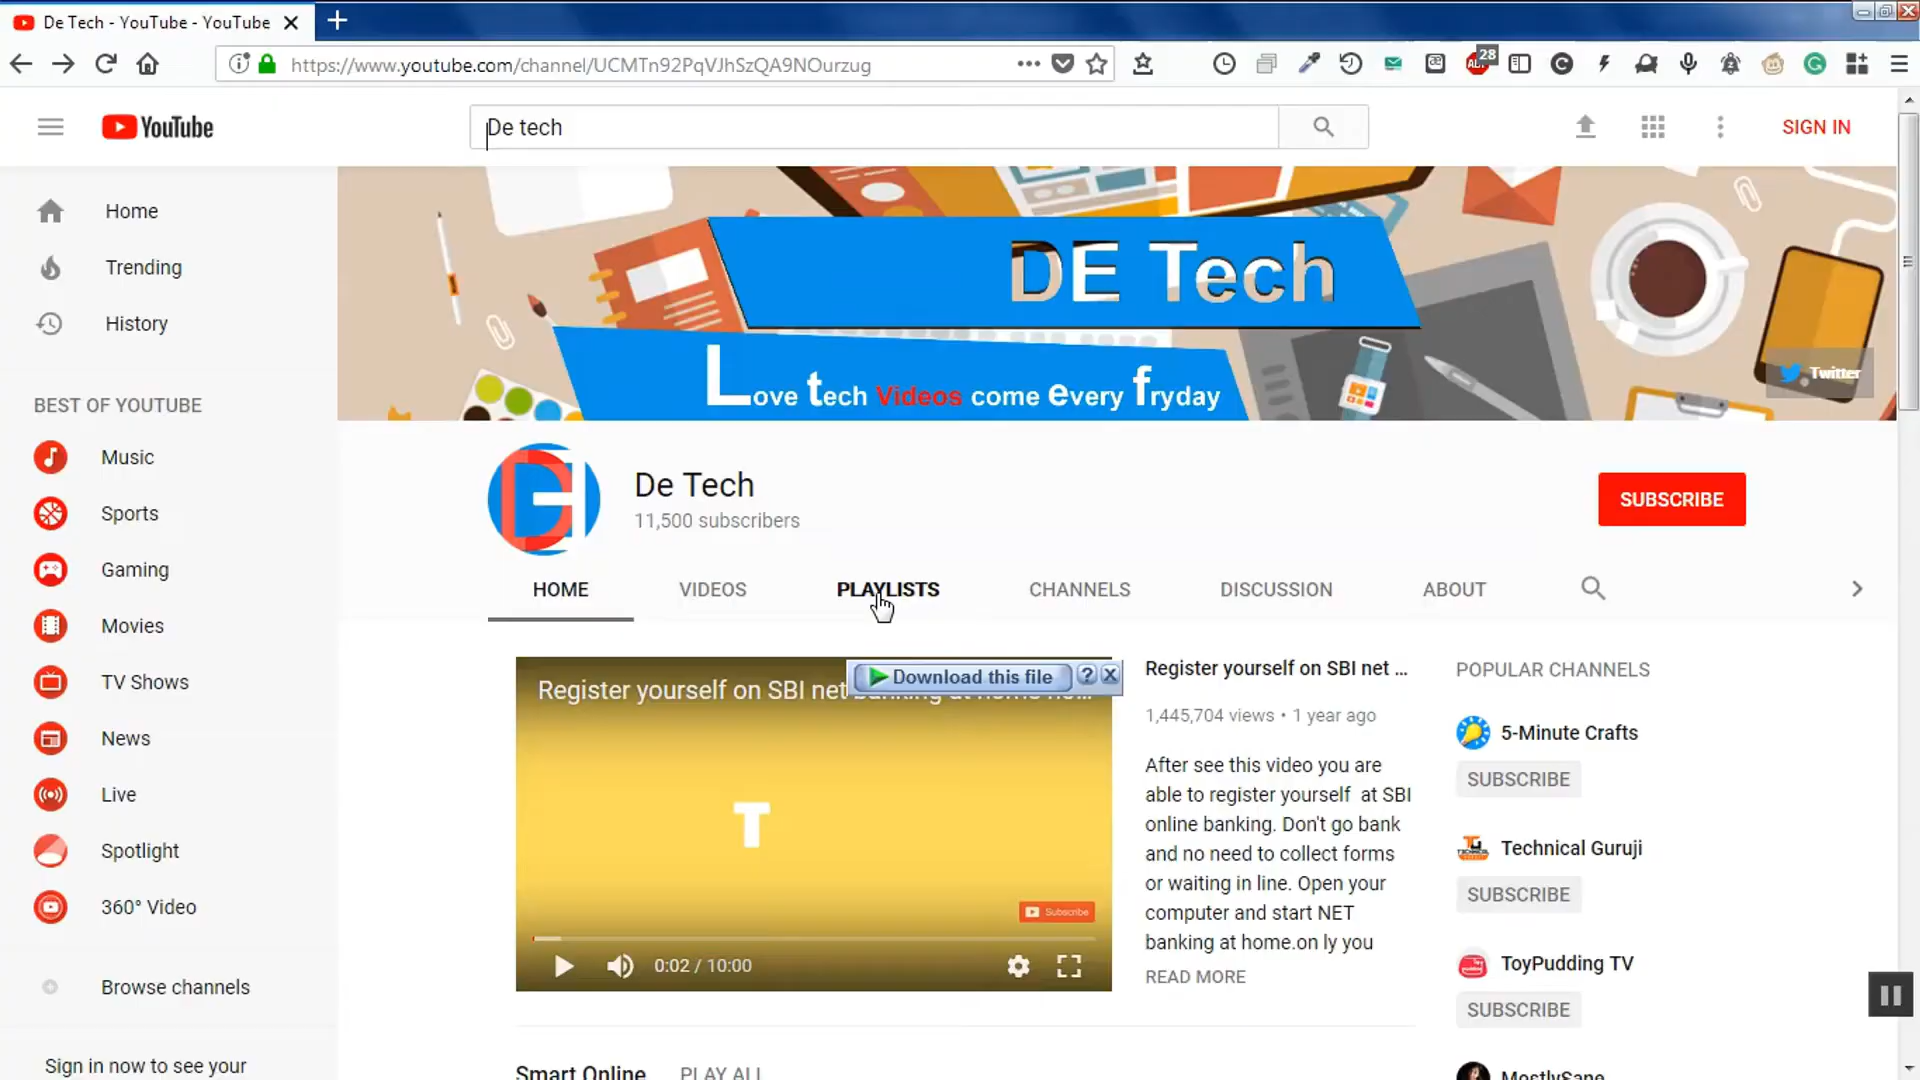 De Tech - YouTube - YouTube
https://www.youtube.com/channel/UCMTn92PqVJhSzQA9NOurzug
28
YouTube
De tech
SIGN IN
Home
Trending
History
BEST OF YOUTUBE
Music
Sports
Gaming
Movies
TV Shows
News
Live
Spotlight
360° Video
Browse channels
Sign in now to see your
DE Tech
Love tech Videos come every fryday
Twitter
De Tech
11,500 subscribers
SUBSCRIBE
HOME
VIDEOS
PLAYLISTS
CHANNELS
DISCUSSION
ABOUT
Register yourself on SBI net banking at home
Download this file
T
Subscribe
0:02 / 10:00
Register yourself on SBI net ...
1,445,704 views • 1 year ago
After see this video you are
able to register yourself at SBI
online banking. Don't go bank
and no need to collect forms
or waiting in line. Open your
computer and start NET
banking at home.on ly you
READ MORE
POPULAR CHANNELS
5-Minute Crafts
SUBSCRIBE
Technical Guruji
SUBSCRIBE
ToyPudding TV
SUBSCRIBE
MostlySane
Smart Online
PLAY ALL